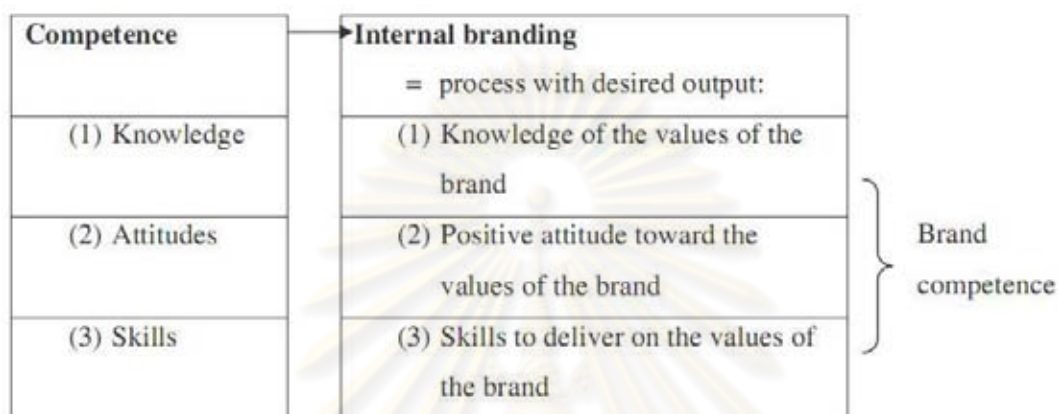 Competence
Internal branding
= process with desired output:
(1) Knowledge
(1) Knowledge of the values of the
brand
(2) Attitudes
(2) Positive attitude toward the
values of the brand
(3) Skills
(3) Skills to deliver on the values of
the brand
Brand
competence